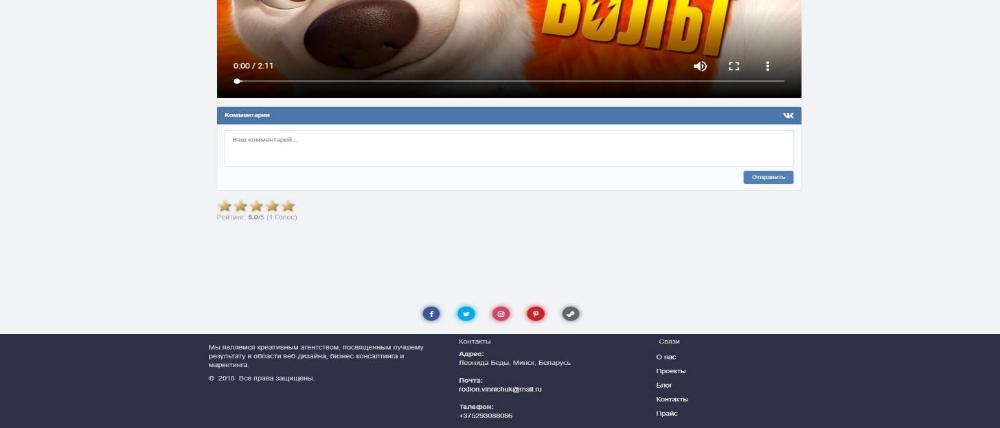 ВОЛЬТ
0:00 / 2:11
Комментарии
Ваш комментарий...
Отправить
Рейтинг: 5.0/5 (1 Голос)
Мы являемся креативным агентством, посвященным лучшему
результату в области веб-дизайна, бизнес-консалтинга и
маркетинга.
© 2018 Все права защищены.
Контакты
Адрес:
Леонида Беды, Минск, Беларусь
Почта:
rodion.vinnichuk@mail.ru
Телефон:
+375293088086
Связи
О нас
Проекты
Блог
Контакты
Прайс